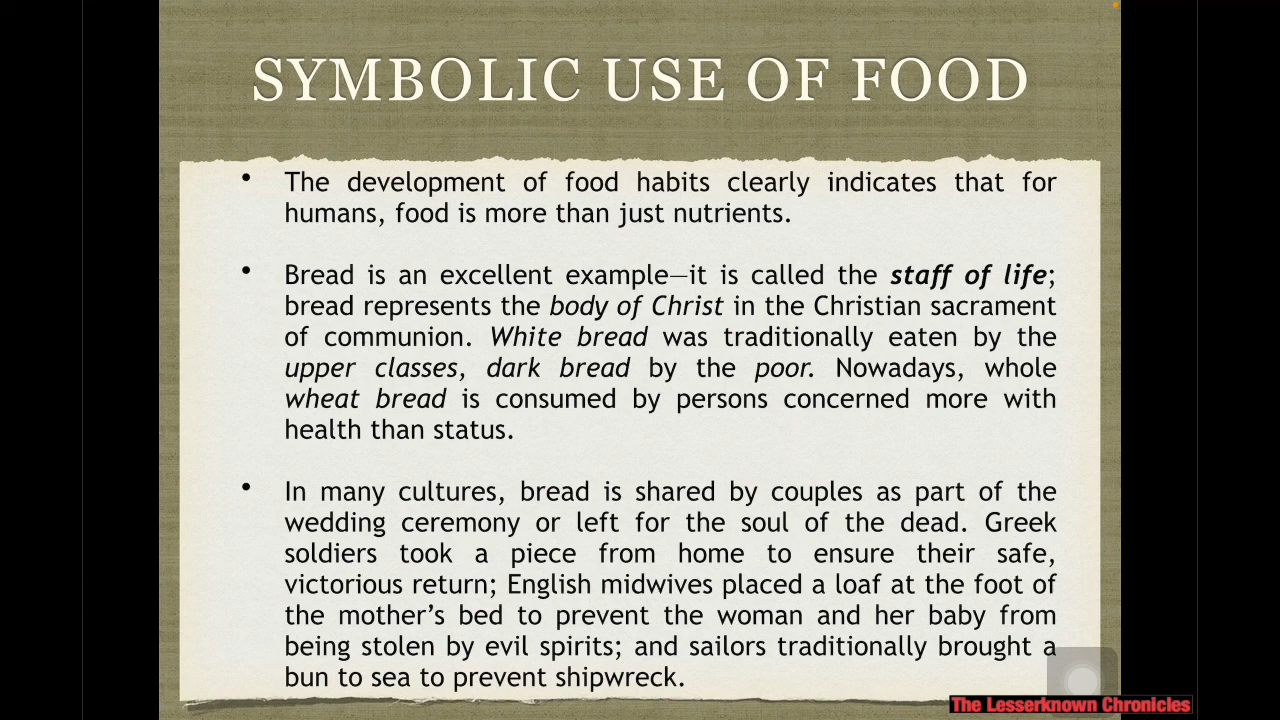 SYMBOLIC USE OF FOOD
• The development of food habits clearly indicates that for
humans, food is more than just nutrients.
• Bread is an excellent example—it is called the staff of life;
bread represents the body of Christ in the Christian sacrament
of communion. White bread was traditionally eaten by the
upper classes, dark bread by the poor. Nowadays, whole
wheat bread is consumed by persons concerned more with
health than status.
• In many cultures, bread is shared by couples as part of the
wedding ceremony or left for the soul of the dead. Greek
soldiers took a piece from home to ensure their safe,
victorious return; English midwives placed a loaf at the foot of
the mother’s bed to prevent the woman and her baby from
being stolen by evil spirits; and sailors traditionally brought a
bun to sea to prevent shipwreck.
The Lesserknown Chronicles